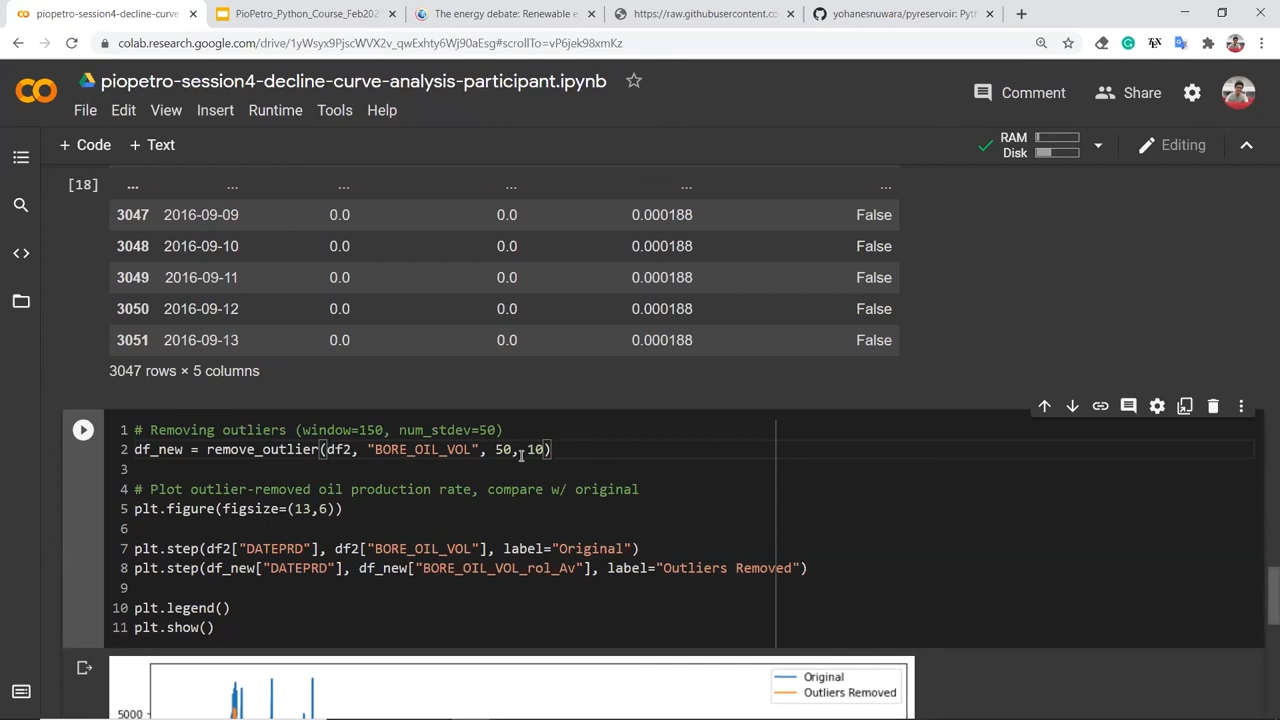 piopetro-session4-decline-curve
PioPetro_Python_Course_Feb202
The energy debate: Renewable e
https://raw.githubusercontent.co
yohanesnuwara/pyreservoir: Pyth
colab.research.google.com/drive/1yWsyx9PjscWVX2v_qwExhty6Wj90aEsg#scrollTo=vP6jek98xmKz
piopetro-session4-decline-curve-analysis-participant.ipynb
Comment
Share
File Edit View Insert Runtime Tools Help
+ Code + Text
RAM
Disk
Editing
[18]
... ... ... ... ... ...
3047 2016-09-09 0.0 0.0 0.000188 False
3048 2016-09-10 0.0 0.0 0.000188 False
3049 2016-09-11 0.0 0.0 0.000188 False
3050 2016-09-12 0.0 0.0 0.000188 False
3051 2016-09-13 0.0 0.0 0.000188 False
3047 rows × 5 columns
1 # Removing outliers (window=150, num_stdev=50)
2 df_new = remove_outlier(df2, "BORE_OIL_VOL", 50, 10)
3
4 # Plot outlier-removed oil production rate, compare w/ original
5 plt.figure(figsize=(13,6))
6
7 plt.step(df2["DATEPRD"], df2["BORE_OIL_VOL"], label="Original")
8 plt.step(df_new["DATEPRD"], df_new["BORE_OIL_VOL_rol_Av"], label="Outliers Removed")
9
10 plt.legend()
11 plt.show()
Original
Outliers Removed
5000